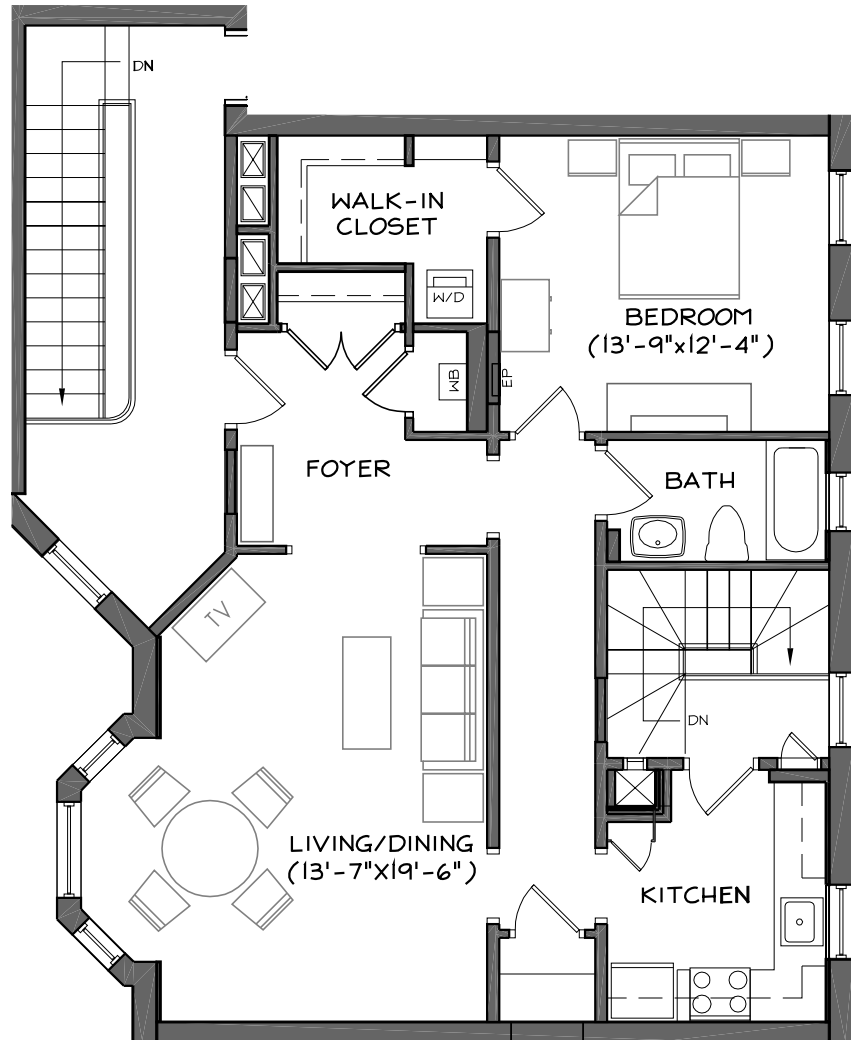 DN
WALK-IN
CLOSET
W/D
BEDROOM
(13'-9"x12'-4")
WB
EP
FOYER
BATH
TV
DN
LIVING/DINING
(13'-7"X19'-6")
KITCHEN